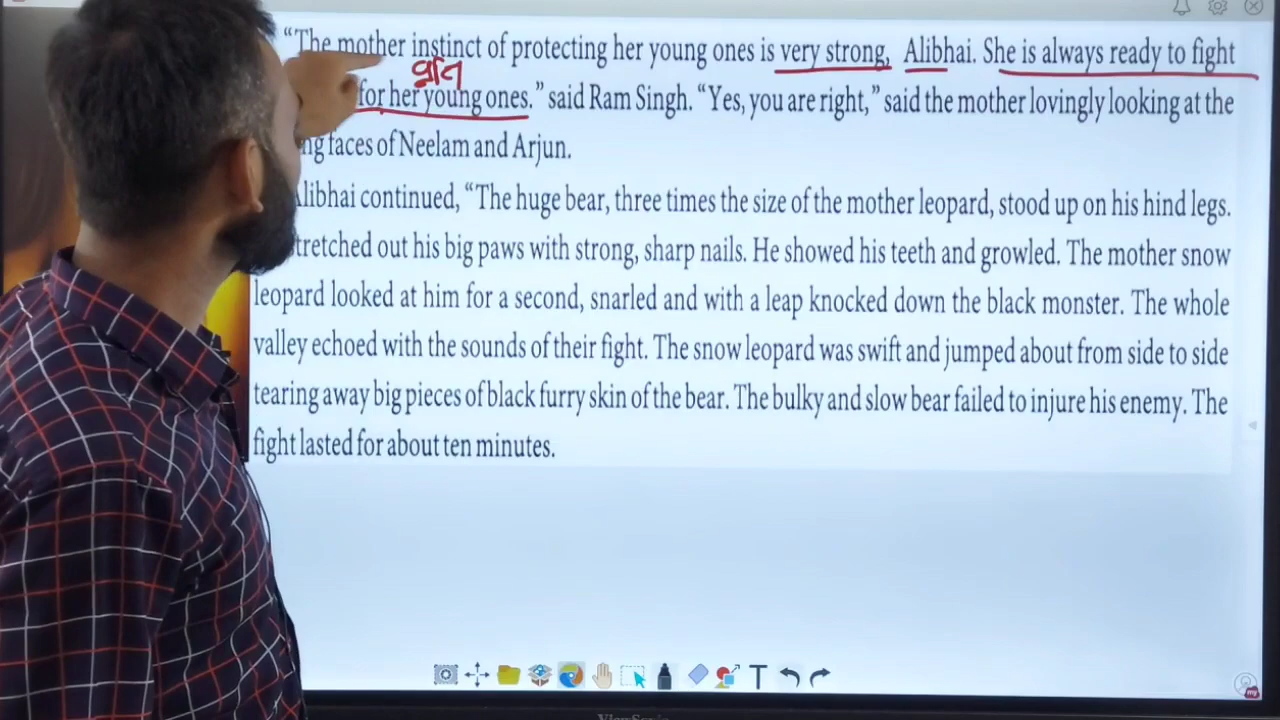 “The mother instinct of protecting her young ones is very strong, Alibhai. She is always ready to fight
for her young ones.” said Ram Singh. “Yes, you are right,” said the mother lovingly looking at the
faces of Neelam and Arjun.
continued, “The huge bear, three times the size of the mother leopard, stood up on his hind legs.
out his big paws with strong, sharp nails. He showed his teeth and growled. The mother snow
leopard looked at him for a second, snarled and with a leap knocked down the black monster. The whole
valley echoed with the sounds of their fight. The snow leopard was swift and jumped about from side to side
tearing away big pieces of black furry skin of the bear. The bulky and slow bear failed to injure his enemy. The
fight lasted for about ten minutes.
T
ViewSonic